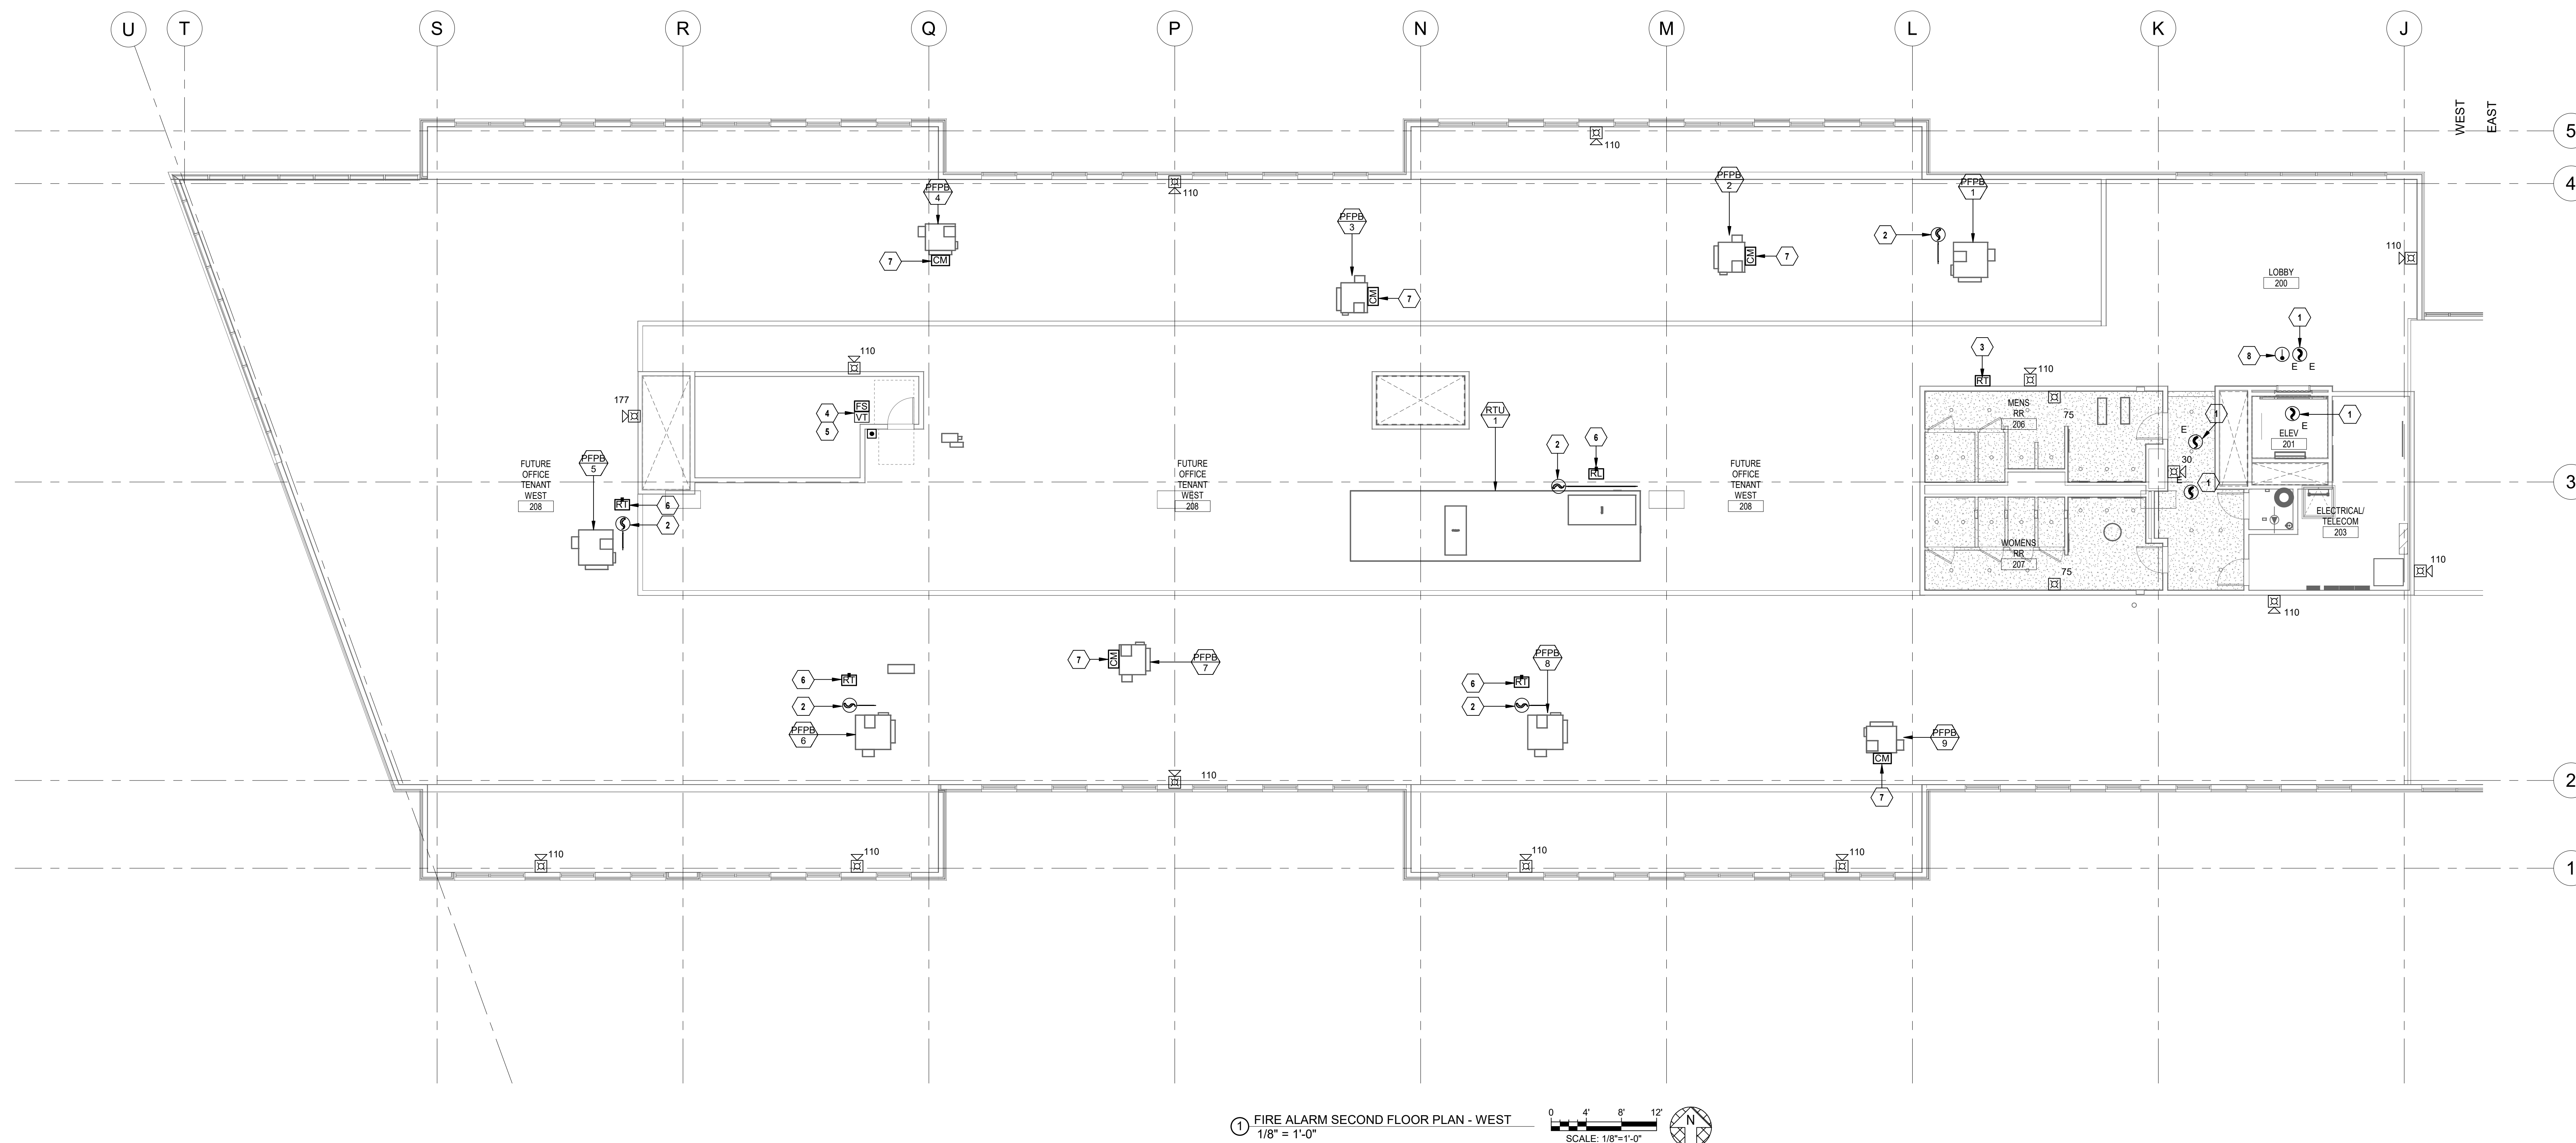 U
T
S
R
Q
P
N
M
L
K
J
WEST
EAST
5
4
3
2
1
110
110
PFPB
4
7
CM
PFPB
3
CM
7
PFPB
2
CM
7
2
PFPB
1
110
LOBBY
200
1
8
E
E
3
RT
110
110
177
4
FS
5
VT
RTU
1
2
6
RL
MENS
RR
206
75
1
E
1
E
ELEV
201
30
E
1
PFPB
5
FUTURE
OFFICE
TENANT
WEST
208
RT
6
2
FUTURE
OFFICE
TENANT
WEST
208
FUTURE
OFFICE
TENANT
WEST
208
ELECTRICAL/
TELECOM
203
WOMENS
RR
207
75
110
110
7
CM
PFPB
7
6
RT
2
PFPB
6
PFPB
8
6
RT
2
PFPB
9
CM
7
110
110
110
110
110
1
FIRE ALARM SECOND FLOOR PLAN - WEST
1/8" = 1'-0"
0 4' 8' 12'
SCALE: 1/8"=1'-0"
N